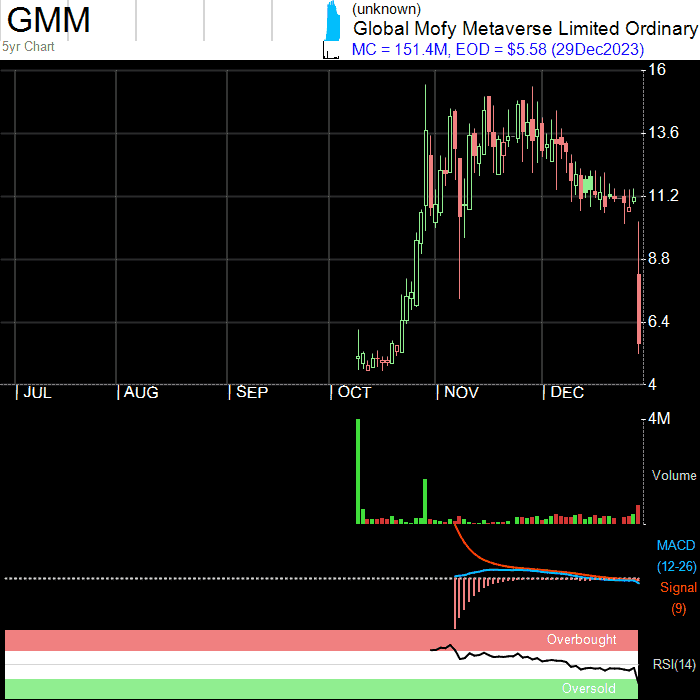 GMM
5yr Chart
(unknown)
Global Mofy Metaverse Limited Ordinary
MC = 151.4M, EOD = $5.58 (29Dec2023)
16
13.6
11.2
8.8
6.4
4
JUL
AUG
SEP
OCT
NOV
DEC
4M
Volume
MACD
(12-26)
Signal
(9)
Overbought
RSI(14)
Oversold